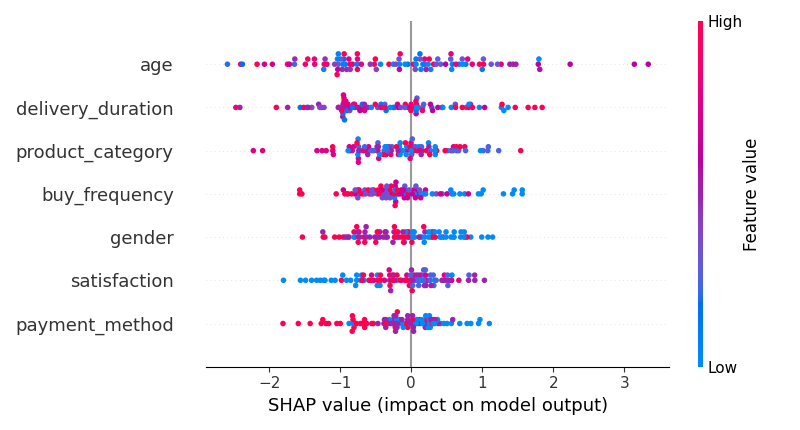 High
age
delivery_duration
product_category
buy_frequency
gender
satisfaction
payment_method
Feature value
Low
−2 −1 0 1 2 3
SHAP value (impact on model output)